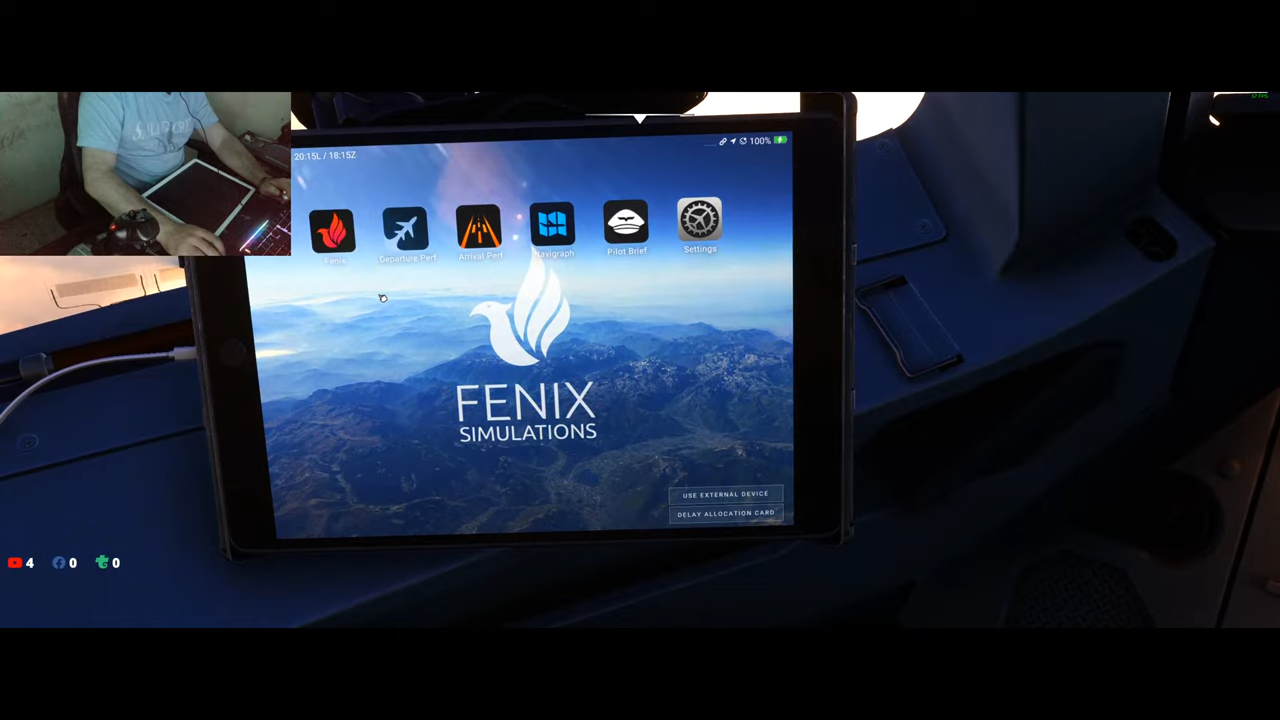 20:15L / 18:15Z
100%
Fenix
Departure Perf
Arrival Perf
Navigraph
Pilot Brief
Settings
FENIX
SIMULATIONS
USE EXTERNAL DEVICE
DELAY ALLOCATION CARD
4
0
0